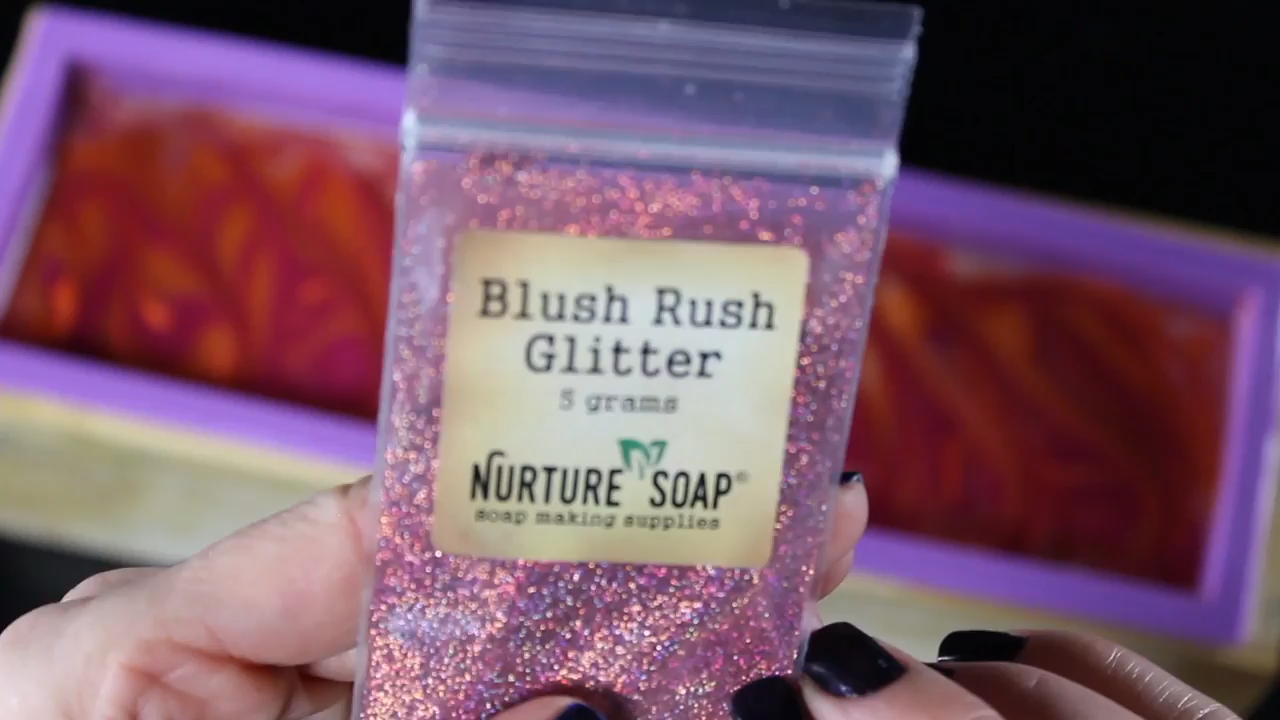 Blush Rush
Glitter
5 grams
NURTURE SOAP®
soap making supplies